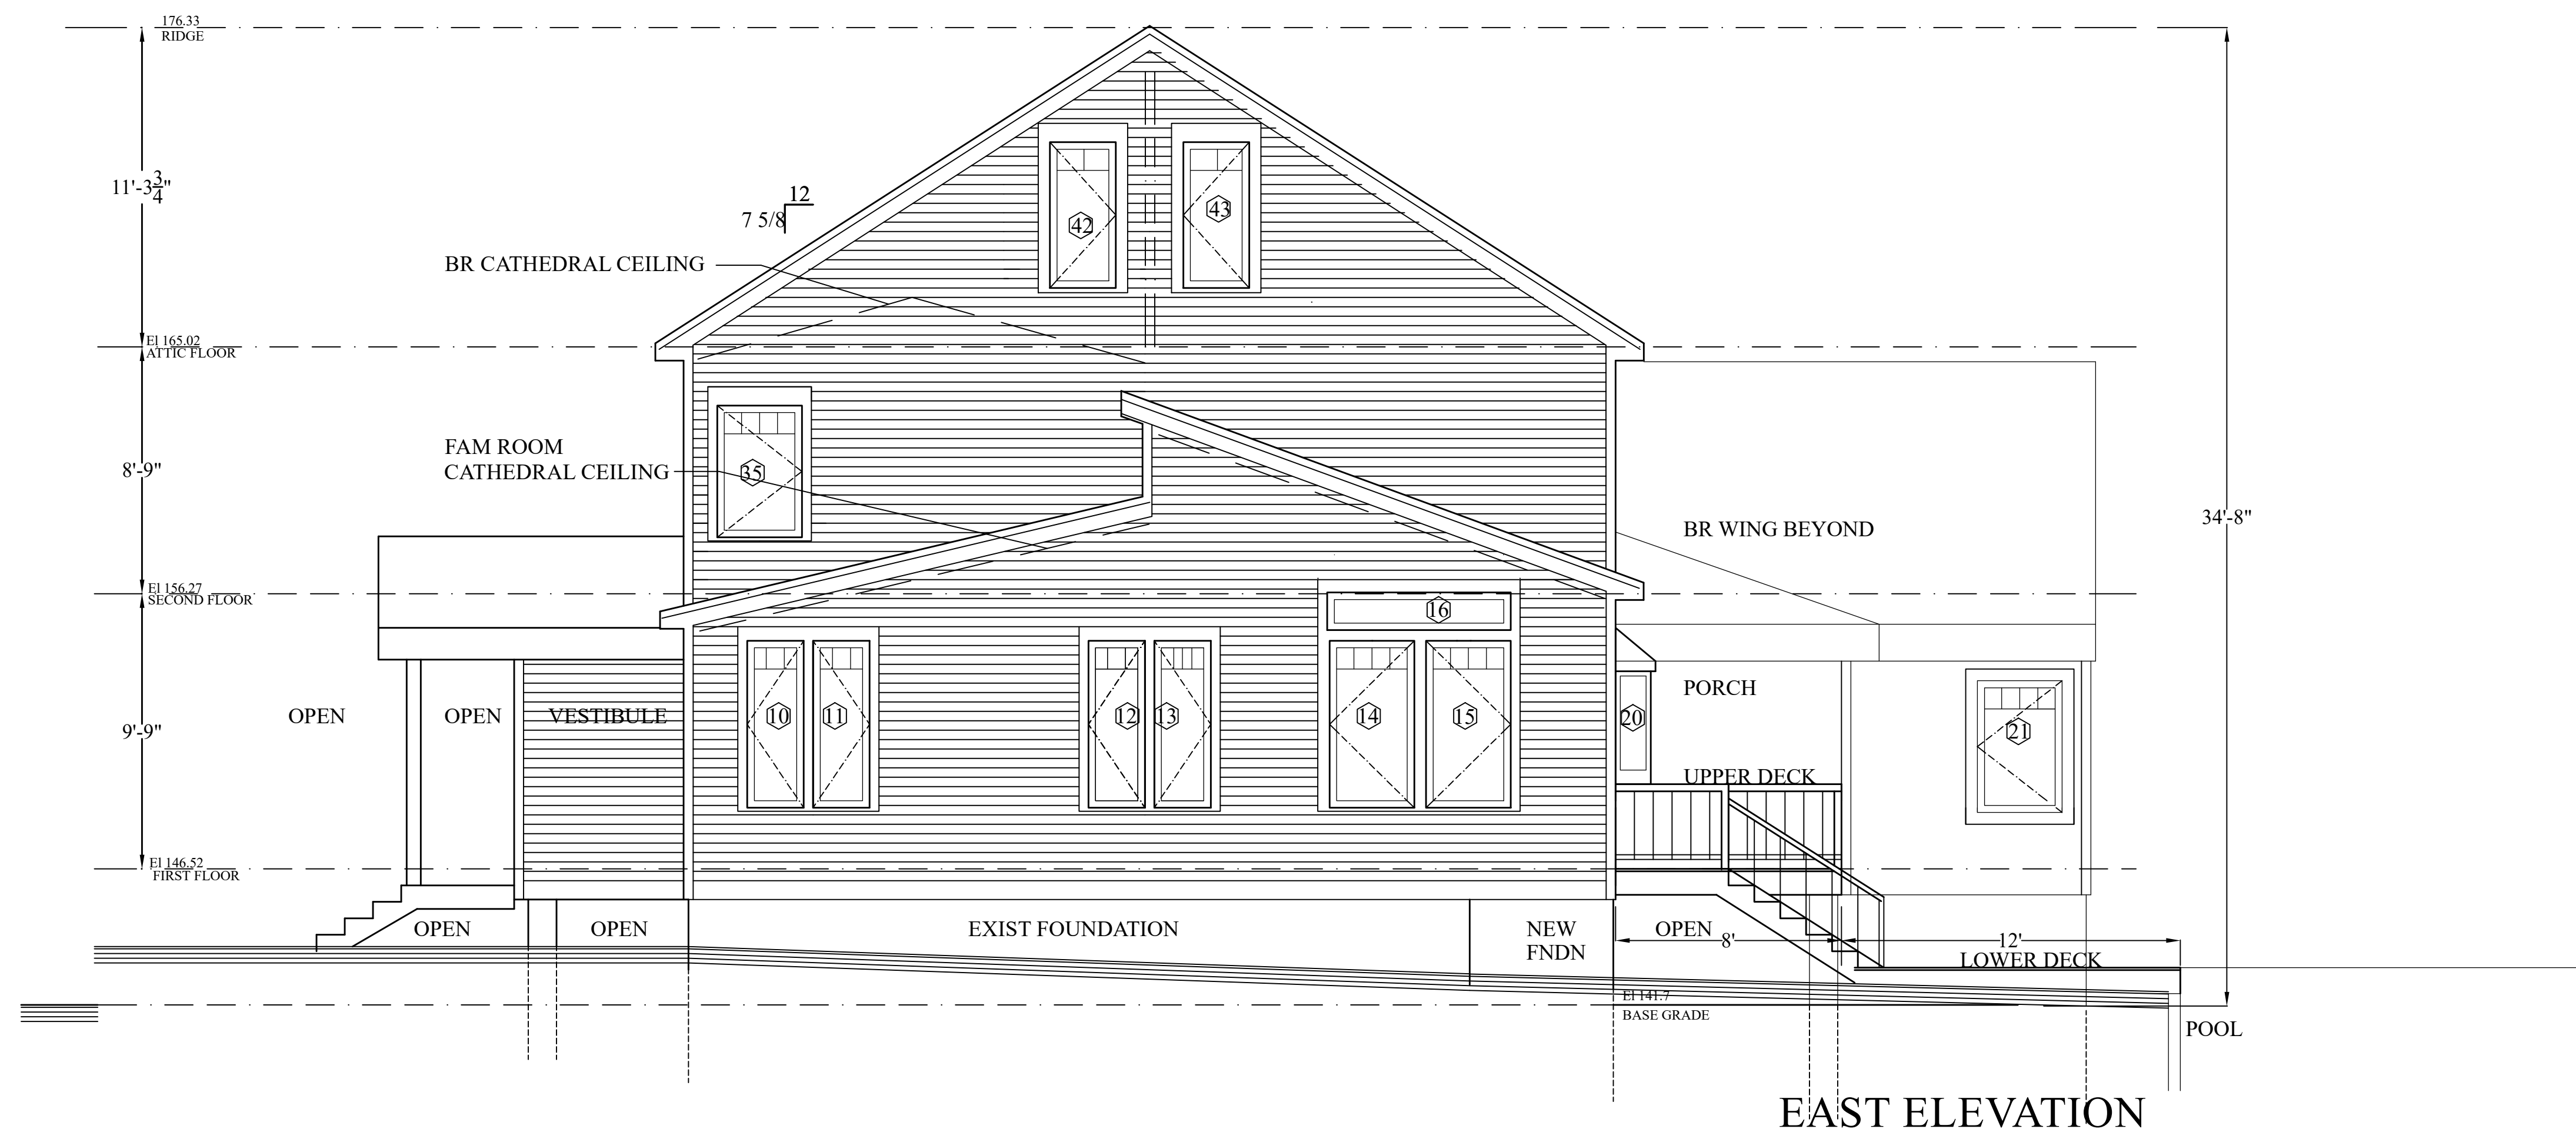 176.33
RIDGE
11'-3 3/4"
12
7 5/8
42
43
BR CATHEDRAL CEILING
El 165.02
ATTIC FLOOR
FAM ROOM
CATHEDRAL CEILING
35
8'-9"
34'-8"
BR WING BEYOND
El 156.27
SECOND FLOOR
16
PORCH
OPEN
OPEN
VESTIBULE
10
11
12
13
14
15
20
21
9'-9"
UPPER DECK
El 146.52
FIRST FLOOR
OPEN
OPEN
EXIST FOUNDATION
NEW
FNDN
OPEN
8'
12'
LOWER DECK
El 141.7
BASE GRADE
POOL
EAST ELEVATION